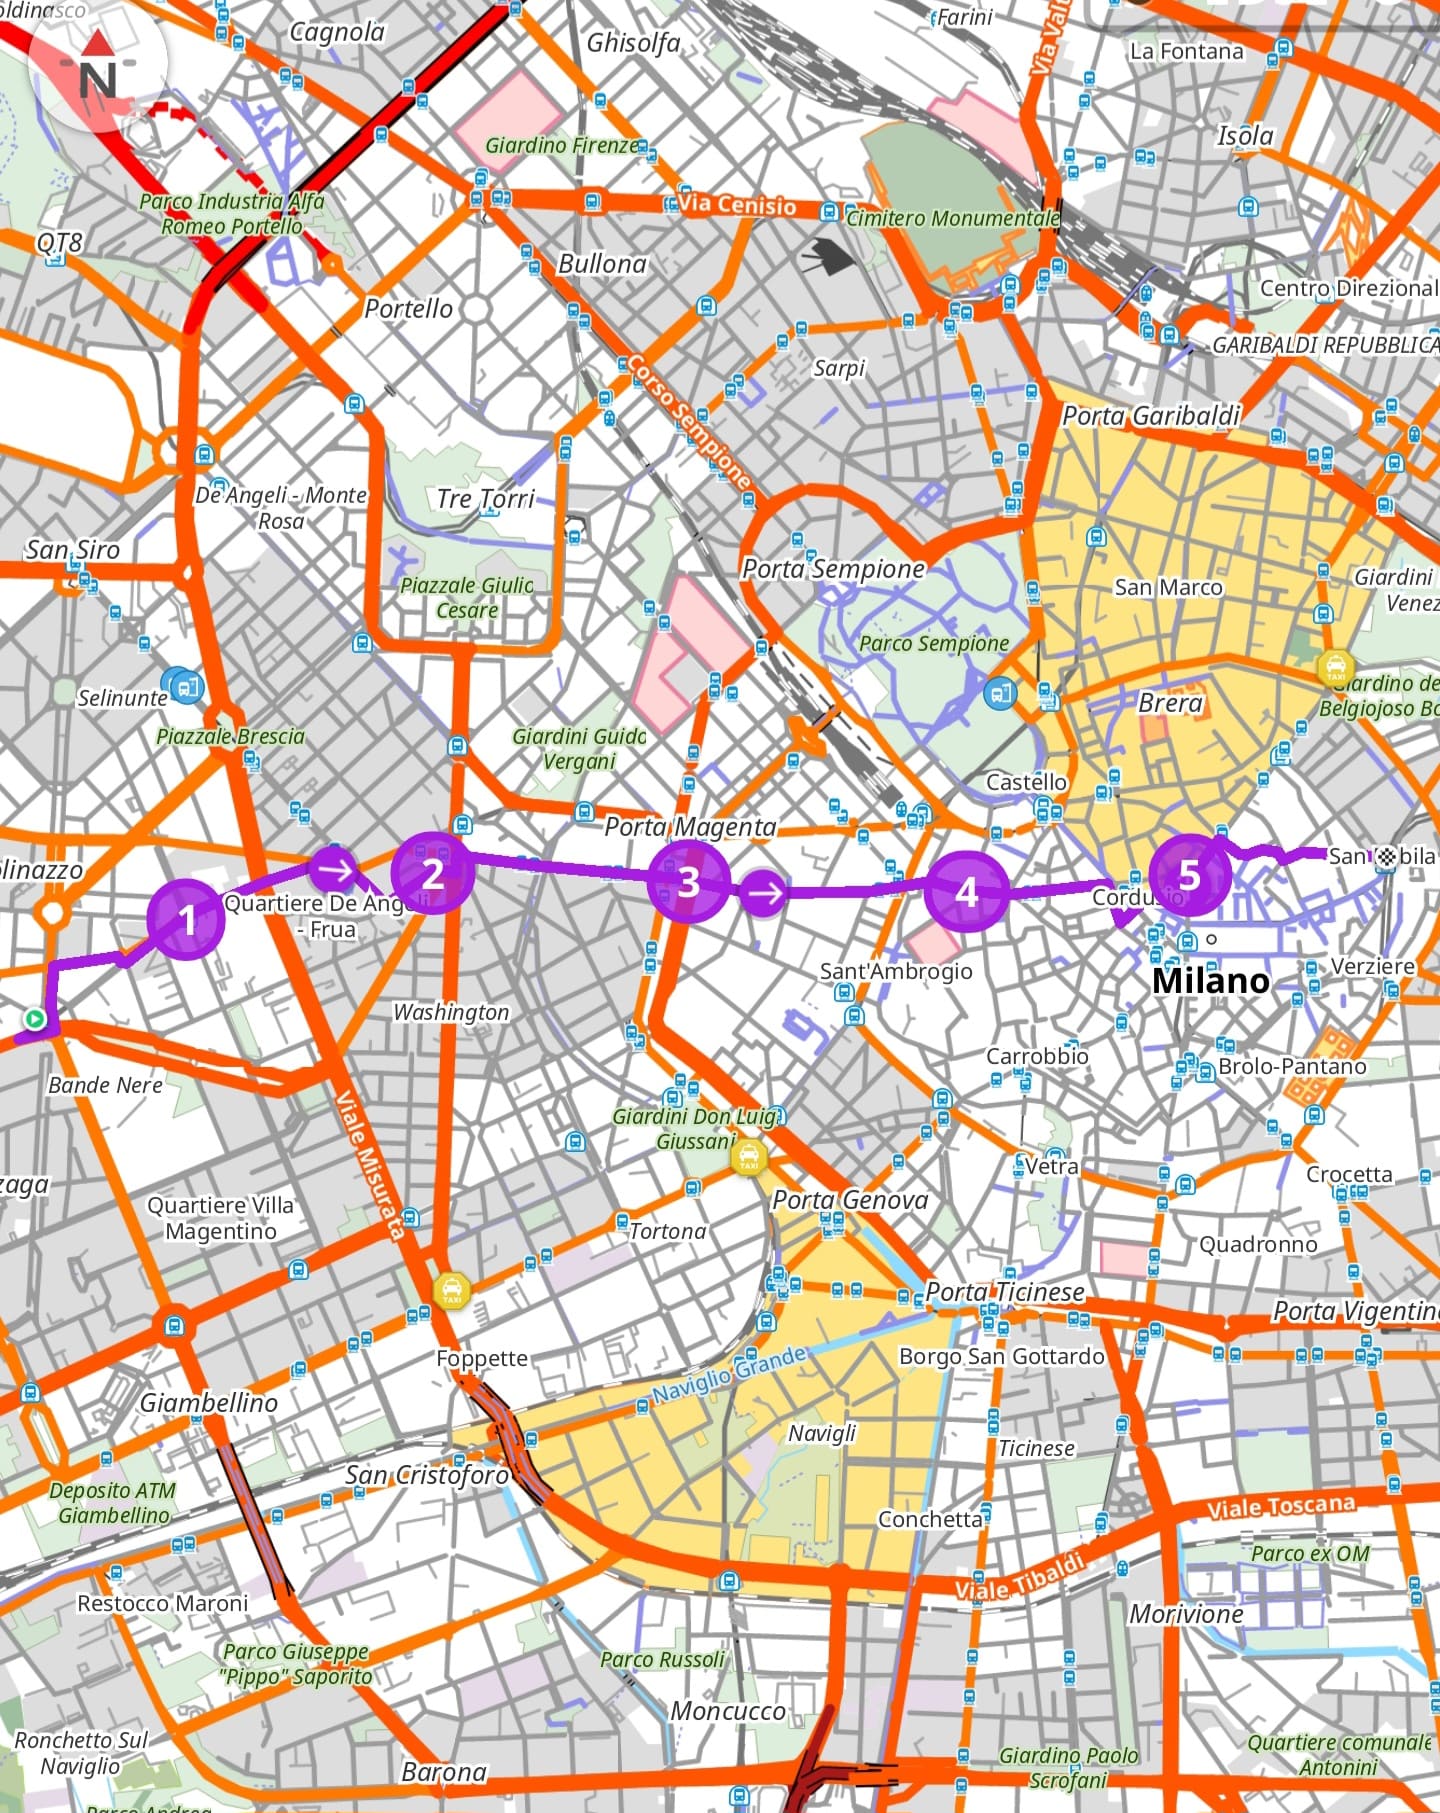 Cagnola
Ghisolfa
Farini
Via Val
La Fontana
N
Giardino Firenze
Isola
Parco Industria Alfa
Romeo Portello
Via Cenisio
Cimitero Monumentale
QT8
Bullona
Portello
Centro Direzional
GARIBALDI REPUBBLICA
Sarpi
Corso Sempione
Porta Garibaldi
De Angeli - Monte
Rosa
Tre Torri
San Siro
Porta Sempione
San Marco
Giardini
Venez
Piazzale Giulio
Cesare
Parco Sempione
Selinunte
TAXI
Giardino de
Belgiojoso Bo
Brera
Piazzale Brescia
Giardini Guido
Vergani
Castello
Porta Magenta
olinazzo
1
2
3
4
5
San
bila
Quartiere De Angeli
- Frua
Cordusio
Sant'Ambrogio
Milano
Verziere
Washington
Bande Nere
Carrobbio
Brolo-Pantano
Viale Misurata
Giardini Don Luigi
Giussani
TAXI
zaga
Vetra
Crocetta
Quartiere Villa
Magentino
Porta Genova
Tortona
Quadronno
TAXI
Porta Ticinese
Porta Vigentin
Foppette
Naviglio Grande
Borgo San Gottardo
Giambellino
Navigli
Ticinese
San Cristoforo
Deposito ATM
Giambellino
Conchetta
Viale Toscana
Viale Tibaldi
Parco ex OM
Restocco Maroni
Morivione
Parco Giuseppe
"Pippo" Saporito
Parco Russoli
Moncucco
Ronchetto Sul
Naviglio
Barona
Giardino Paolo
Scrofani
Quartiere comunale
Antonini
Parco Andrea